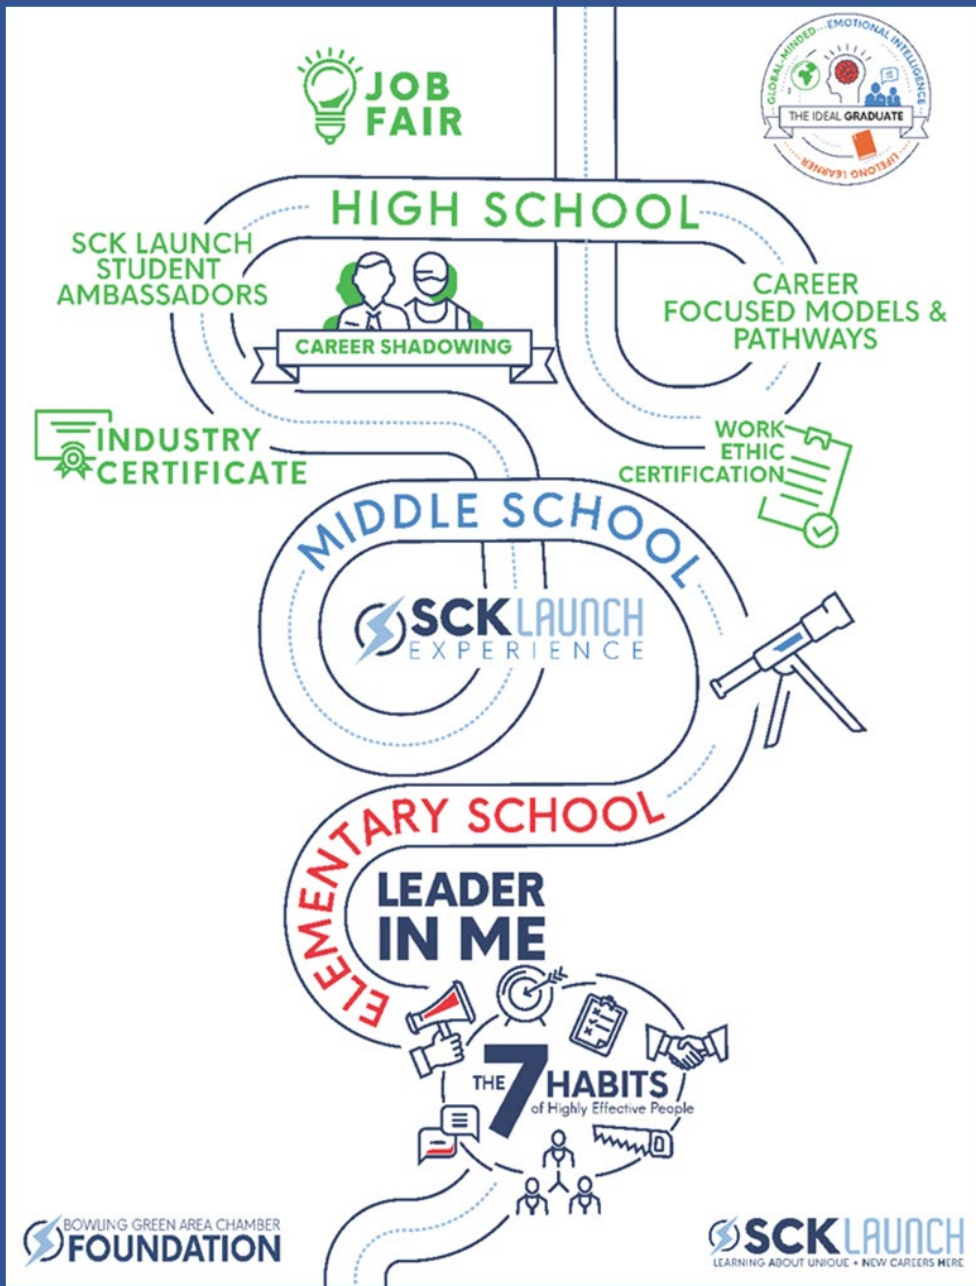 JOB
FAIR
GLOBAL-MINDED
EMOTIONAL INTELLIGENCE
THE IDEAL GRADUATE
LIFELONG LEARNER
HIGH SCHOOL
SCK LAUNCH
STUDENT
AMBASSADORS
CAREER
FOCUSED MODELS &
PATHWAYS
CAREER SHADOWING
INDUSTRY
CERTIFICATE
WORK
ETHIC
CERTIFICATION
MIDDLE SCHOOL
SCK LAUNCH
EXPERIENCE
ELEMENTARY SCHOOL
LEADER
IN ME
THE 7 HABITS
of Highly Effective People
BOWLING GREEN AREA CHAMBER
FOUNDATION
SCK LAUNCH
LEARNING ABOUT UNIQUE + NEW CAREERS HERE